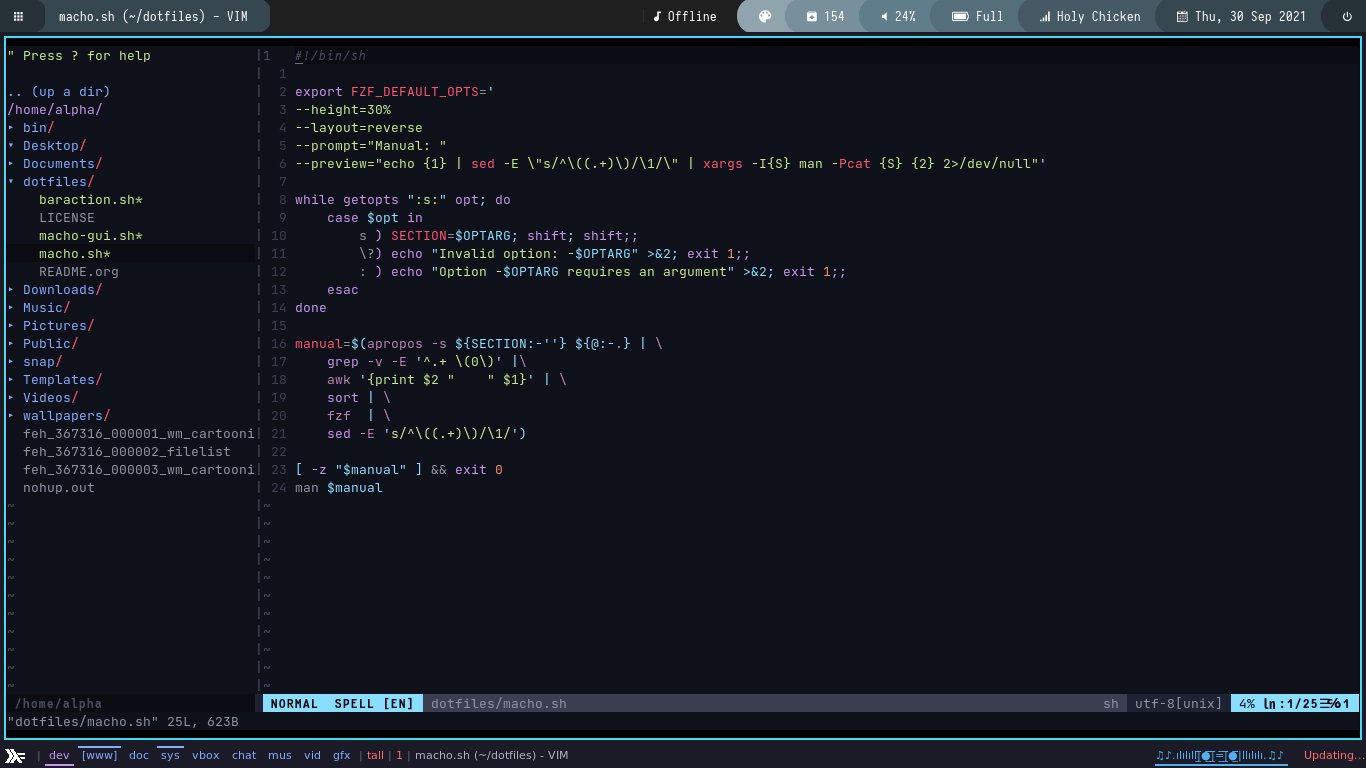 macho.sh (~/dotfiles) - VIM
Offline
154
24%
Full
Holy Chicken
Thu, 30 Sep 2021
" Press ? for help
.. (up a dir)
/home/alpha/
▸ bin/
▾ Desktop/
▸ Documents/
▾ dotfiles/
baraction.sh*
LICENSE
macho-gui.sh*
macho.sh*
README.org
▸ Downloads/
▸ Music/
▸ Pictures/
▸ Public/
▸ snap/
▸ Templates/
▸ Videos/
▸ wallpapers/
feh_367316_000001_wm_cartooni
feh_367316_000002_filelist
feh_367316_000003_wm_cartooni
nohup.out
1 #!/bin/sh
1
2 export FZF_DEFAULT_OPTS='
3 --height=30%
4 --layout=reverse
5 --prompt="Manual: "
6 --preview="echo {1} | sed -E \"s/^\((.+)\)/\1/\" | xargs -I{S} man -Pcat {S} {2} 2>/dev/null"'
7
8 while getopts ":s:" opt; do
9     case $opt in
10         s ) SECTION=$OPTARG; shift; shift;;
11         \?) echo "Invalid option: -$OPTARG" >&2; exit 1;;
12         : ) echo "Option -$OPTARG requires an argument" >&2; exit 1;;
13     esac
14 done
15
16 manual=$(apropos -s ${SECTION:-''} ${@:-.} | \
17     grep -v -E '^.+ \(0\)' |\
18     awk '{print $2 "    " $1}' | \
19     sort | \
20     fzf  | \
21     sed -E 's/^\((.+)\)/\1/')
22
23 [ -z "$manual" ] && exit 0
24 man $manual
/home/alpha
NORMAL SPELL [EN] dotfiles/macho.sh
sh
utf-8[unix]
4% ln :1/25
"dotfiles/macho.sh" 25L, 623B
| dev [www] doc sys vbox chat mus vid gfx | tall | 1 | macho.sh (~/dotfiles) - VIM
Updating...